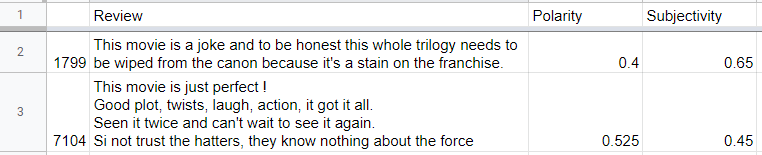 1 Review Polarity Subjectivity
This movie is a joke and to be honest this whole trilogy needs to
2 1799 be wiped from the canon because it's a stain on the franchise. 0.4 0.65
This movie is just perfect !
Good plot, twists, laugh, action, it got it all.
3 Seen it twice and can't wait to see it again.
7104 Si not trust the hatters, they know nothing about the force 0.525 0.45